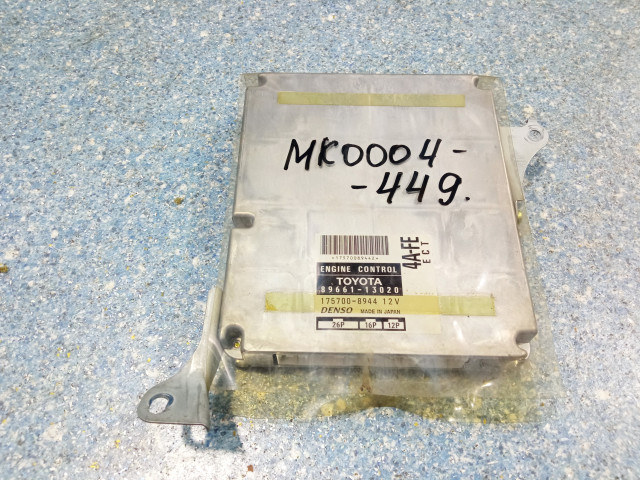 MK0004-
-449.
*1757008944Z*
ENGINE CONTROL
TOYOTA
89661-13020
175700-8944 12V
DENSO MADE IN JAPAN
26P 16P 12P
4A-FE
ECT